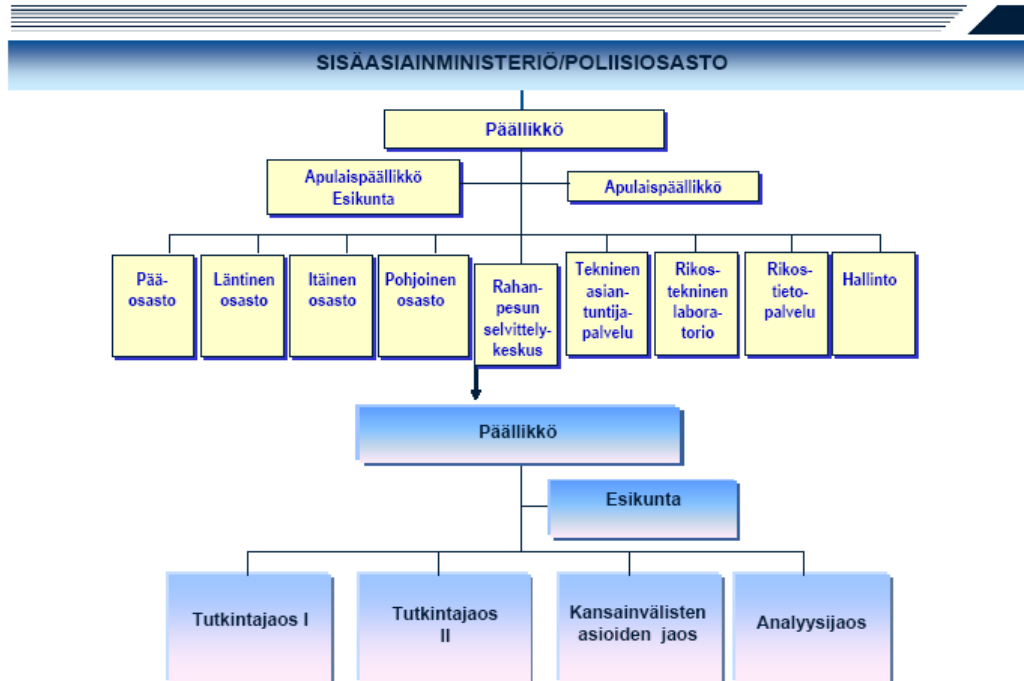 SISÄASIAINMINISTERIÖ/POLIISIOSASTO
Päällikkö
Apulaispäällikkö
Esikunta
Apulaispäällikkö
Pää-
osasto
Läntinen
osasto
Itäinen
osasto
Pohjoinen
osasto
Rahan-
pesun
selvittely-
keskus
Tekninen
asian-
tuntija-
palvelu
Rikos-
tekninen
labora-
torio
Rikos-
tieto-
palvelu
Hallinto
Päällikkö
Esikunta
Tutkintajaos I
Tutkintajaos
II
Kansainvälisten
asioiden jaos
Analyysijaos